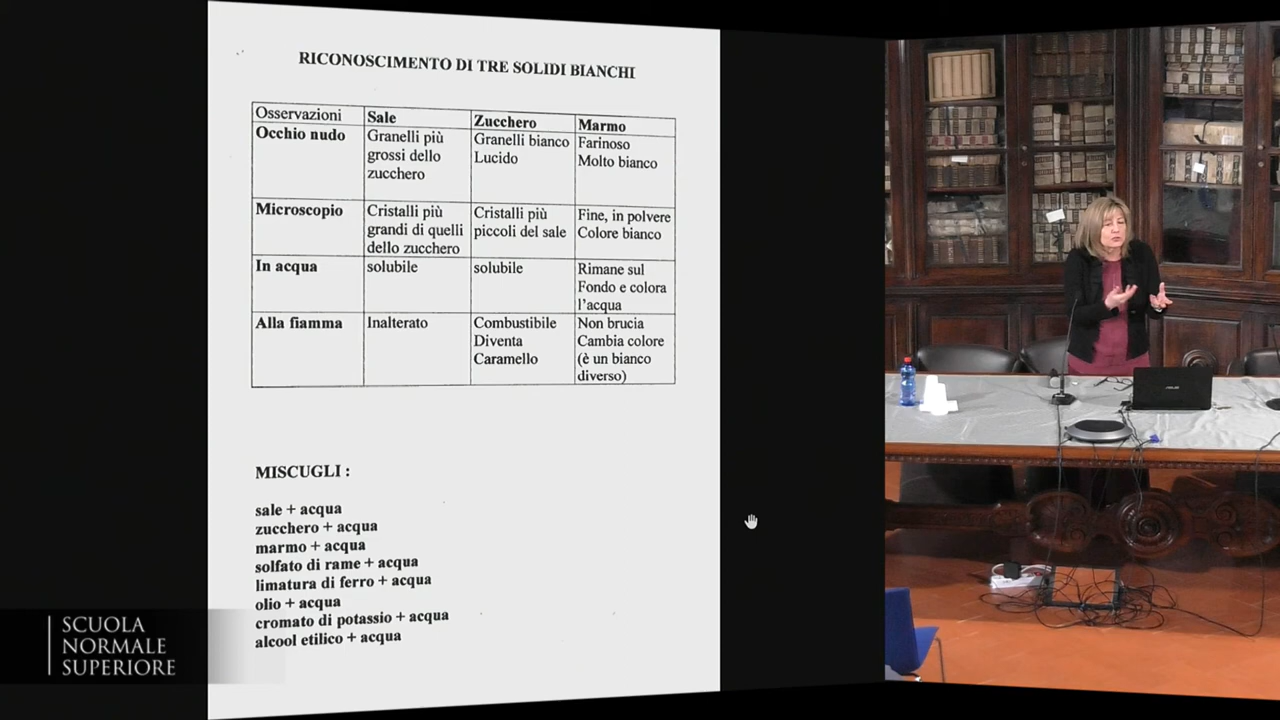 RICONOSCIMENTO DI TRE SOLIDI BIANCHI
Osservazioni Sale Zucchero Marmo
Occhio nudo Granelli più Granelli bianco Farinoso
grossi dello Lucido Molto bianco
zucchero
Microscopio Cristalli più Cristalli più Fine, in polvere
grandi di quelli piccoli del sale Colore bianco
dello zucchero
In acqua solubile solubile Rimane sul
Fondo e colora
l'acqua
Alla fiamma Inalterato Combustibile Non brucia
Diventa Cambia colore
Caramello (è un bianco
diverso)
MISCUGLI :
sale + acqua
zucchero + acqua
marmo + acqua
solfato di rame + acqua
limatura di ferro + acqua
olio + acqua
cromato di potassio + acqua
alcool etilico + acqua
SCUOLA
NORMALE
SUPERIORE
ASUS